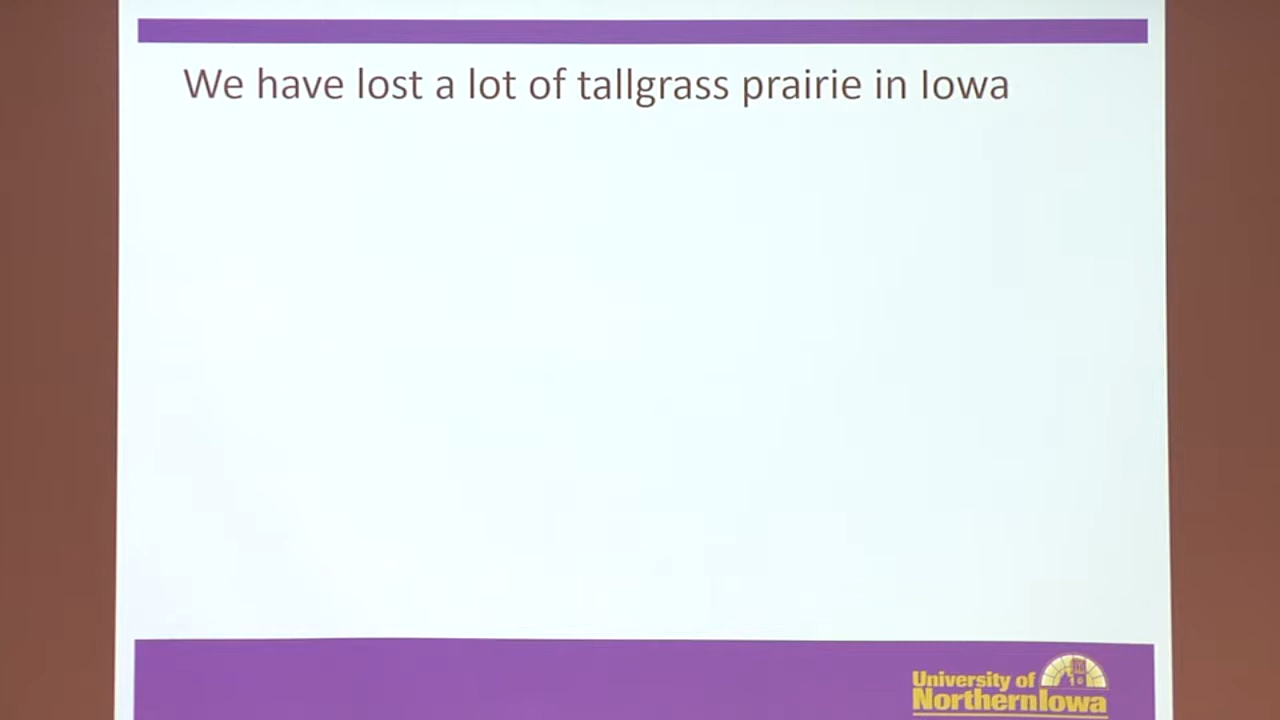 We have lost a lot of tallgrass prairie in Iowa
University of
NorthernIowa